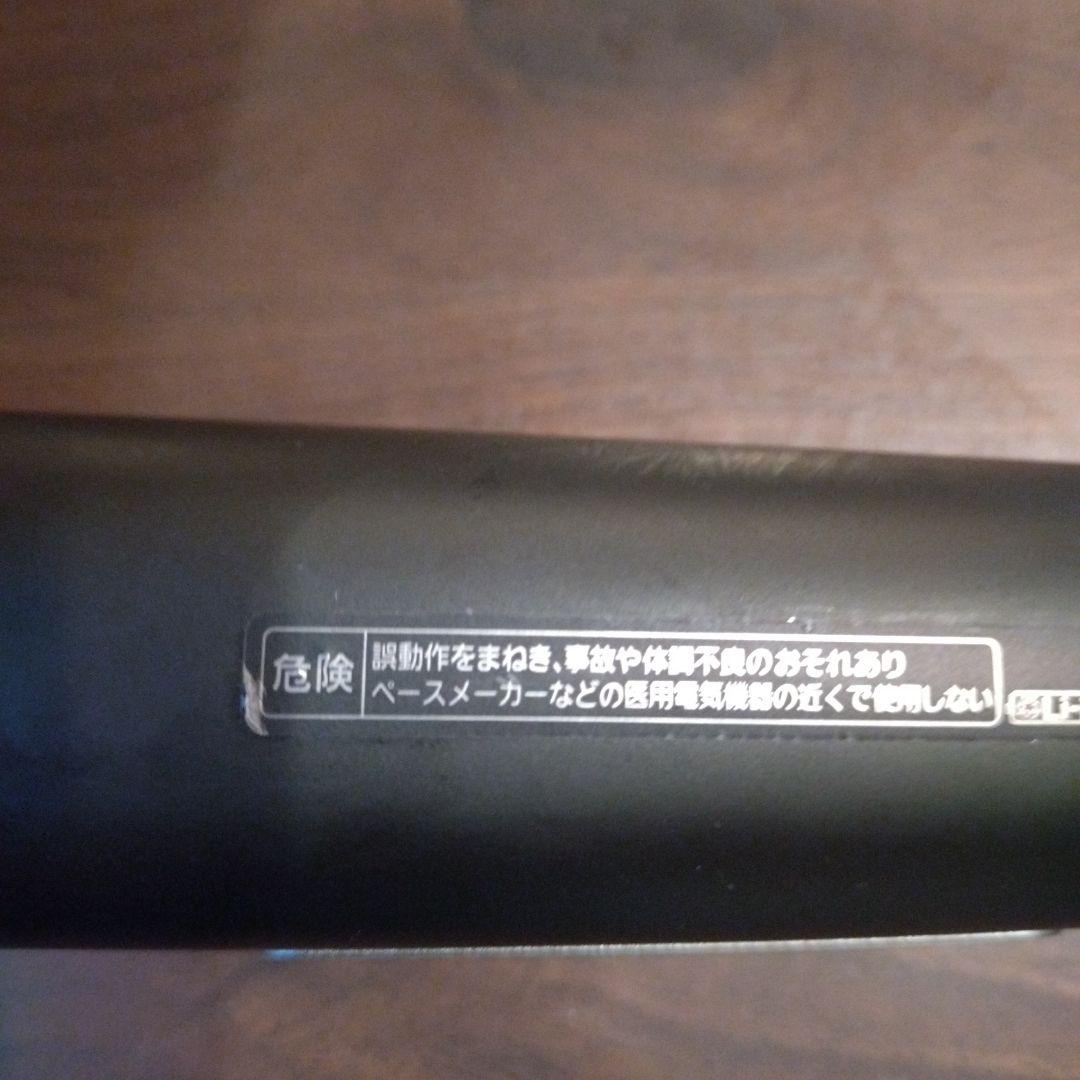 危険
誤動作をまねき、事故や体調不良のおそれあり
ペースメーカーなどの医用電気機器の近くで使用しない